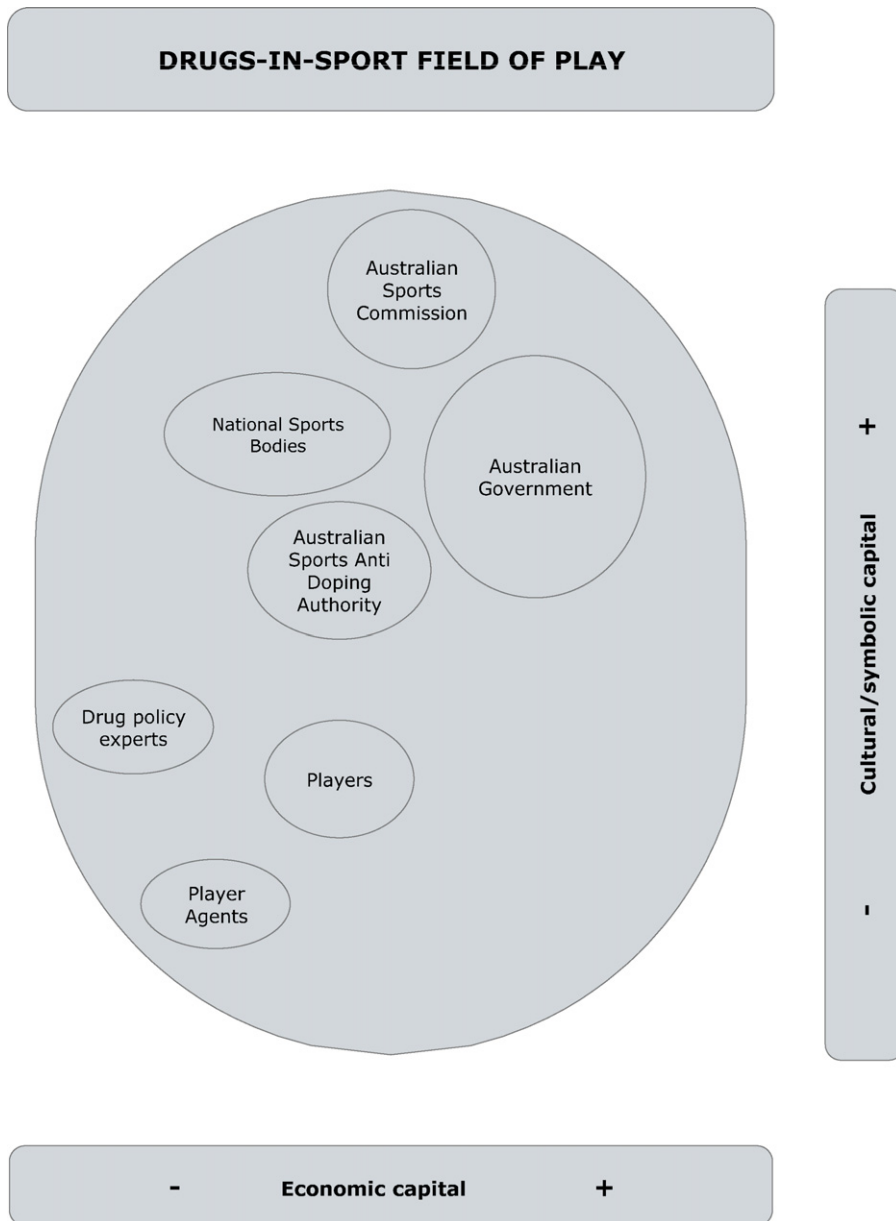 DRUGS-IN-SPORT FIELD OF PLAY
Australian
Sports
Commission
National Sports
Bodies
Australian
Government
Australian
Sports Anti
Doping
Authority
Drug policy
experts
Players
Player
Agents
+
Cultural/symbolic capital
-
- Economic capital +